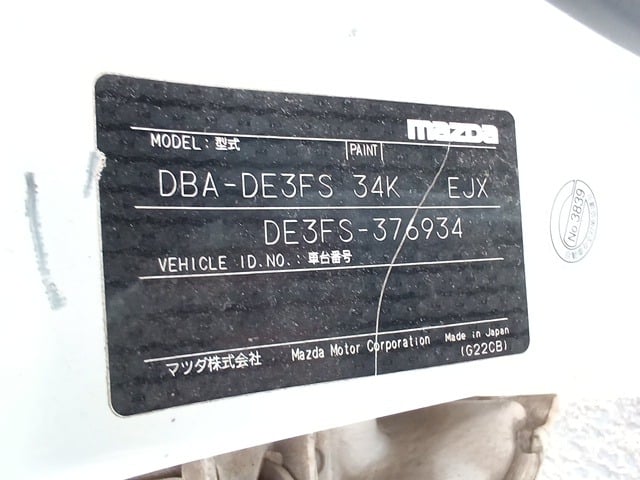 mazda
MODEL : 型式 PAINT
DBA-DE3FS 34K EJX
DE3FS-376934
VEHICLE ID.NO.: 車台番号
マツダ株式会社 Mazda Motor Corporation Made in Japan
(G22CB)
No.3839